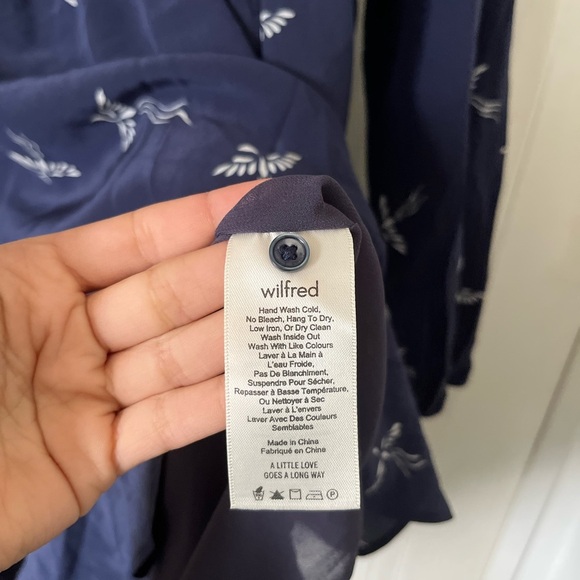 wilfred
Hand Wash Cold,
No Bleach, Hang To Dry,
Low Iron, Or Dry Clean
Wash Inside Out
Wash With Like Colours
Laver à La Main à
L'eau Froide,
Pas De Blanchiment,
Suspendre Pour Sécher,
Repasser à Basse Température,
Ou Nettoyer à Sec
Laver à L'envers
Laver Avec Des Couleurs
Semblables
Made in China
Fabriqué en Chine
A LITTLE LOVE
GOES A LONG WAY
P